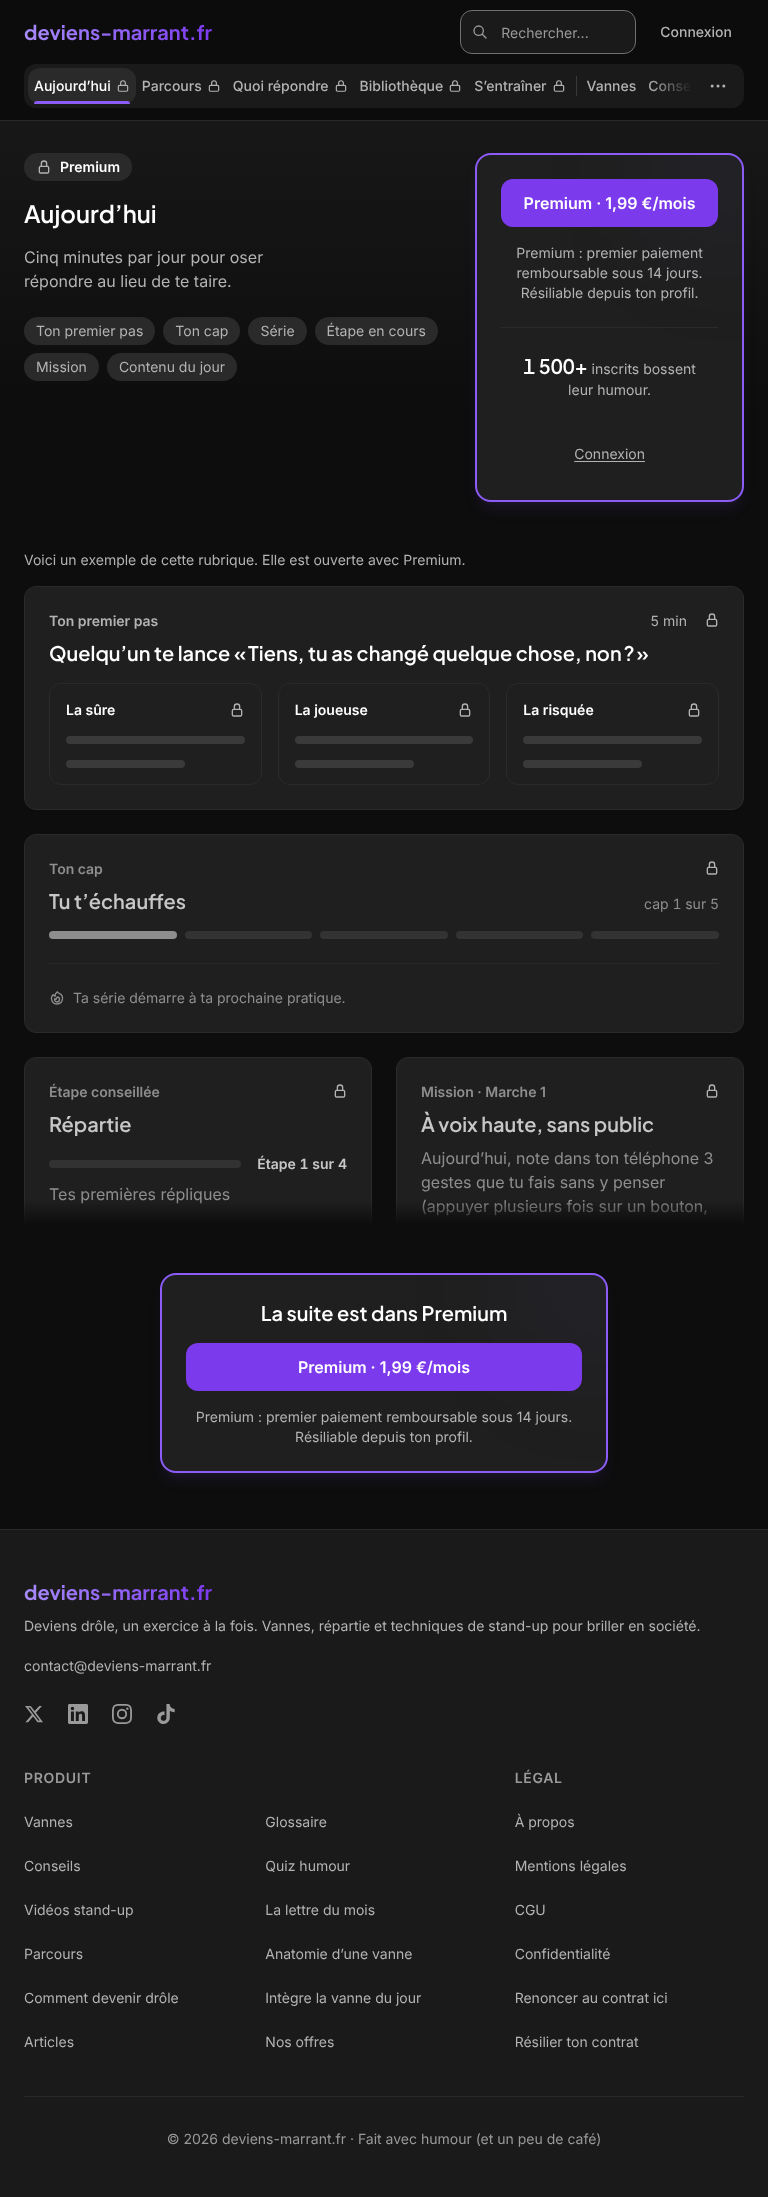 deviens-marrant.fr
Rechercher...
Connexion
Aujourd’hui
Parcours
Quoi répondre
Bibliothèque
S’entraîner
Vannes
Premium
Aujourd’hui
Cinq minutes par jour pour oser
répondre au lieu de te taire.
Ton premier pas
Ton cap
Série
Étape en cours
Mission
Contenu du jour
Premium · 1,99 €/mois
Premium : premier paiement
remboursable sous 14 jours.
Résiliable depuis ton profil.
1 500+ inscrits bossent
leur humour.
Connexion
Voici un exemple de cette rubrique. Elle est ouverte avec Premium.
Ton premier pas
5 min
Quelqu’un te lance « Tiens, tu as changé quelque chose, non ? »
La sûre
La joueuse
La risquée
Ton cap
Tu t’échauffes
cap 1 sur 5
Ta série démarre à ta prochaine pratique.
Étape conseillée
Répartie
Étape 1 sur 4
Tes premières répliques
Mission · Marche 1
À voix haute, sans public
Aujourd’hui, note dans ton téléphone 3
gestes que tu fais sans y penser
(appuyer plusieurs fois sur un bouton,
La suite est dans Premium
Premium · 1,99 €/mois
Premium : premier paiement remboursable sous 14 jours.
Résiliable depuis ton profil.
deviens-marrant.fr
Deviens drôle, un exercice à la fois. Vannes, répartie et techniques de stand-up pour briller en société.
contact@deviens-marrant.fr
PRODUIT
Vannes
Conseils
Vidéos stand-up
Parcours
Comment devenir drôle
Articles
Glossaire
Quiz humour
La lettre du mois
Anatomie d’une vanne
Intègre la vanne du jour
Nos offres
LÉGAL
À propos
Mentions légales
CGU
Confidentialité
Renoncer au contrat ici
Résilier ton contrat
© 2026 deviens-marrant.fr · Fait avec humour (et un peu de café)